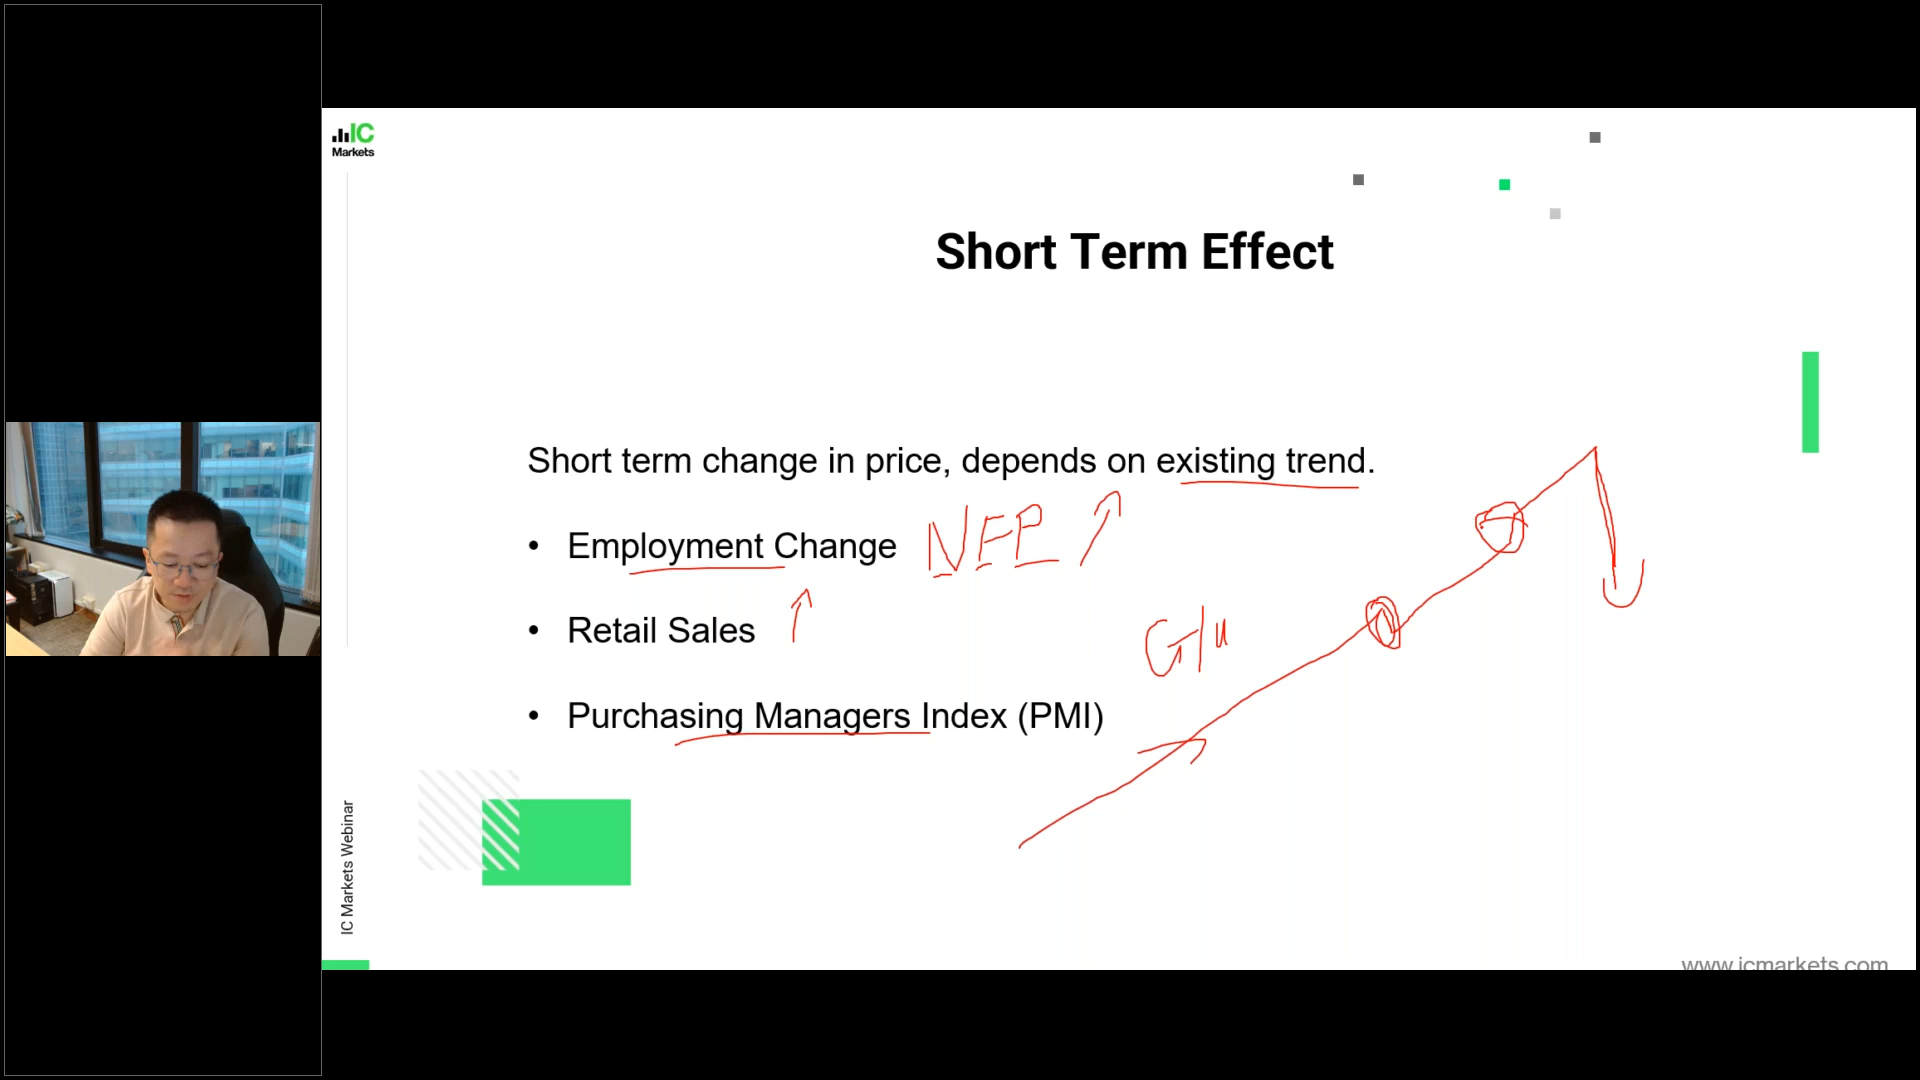 IC
Markets
Short Term Effect
Short term change in price, depends on existing trend.
• Employment Change NFP
• Retail Sales
G/u
• Purchasing Managers Index (PMI)
IC Markets Webinar
www.icmarkets.com